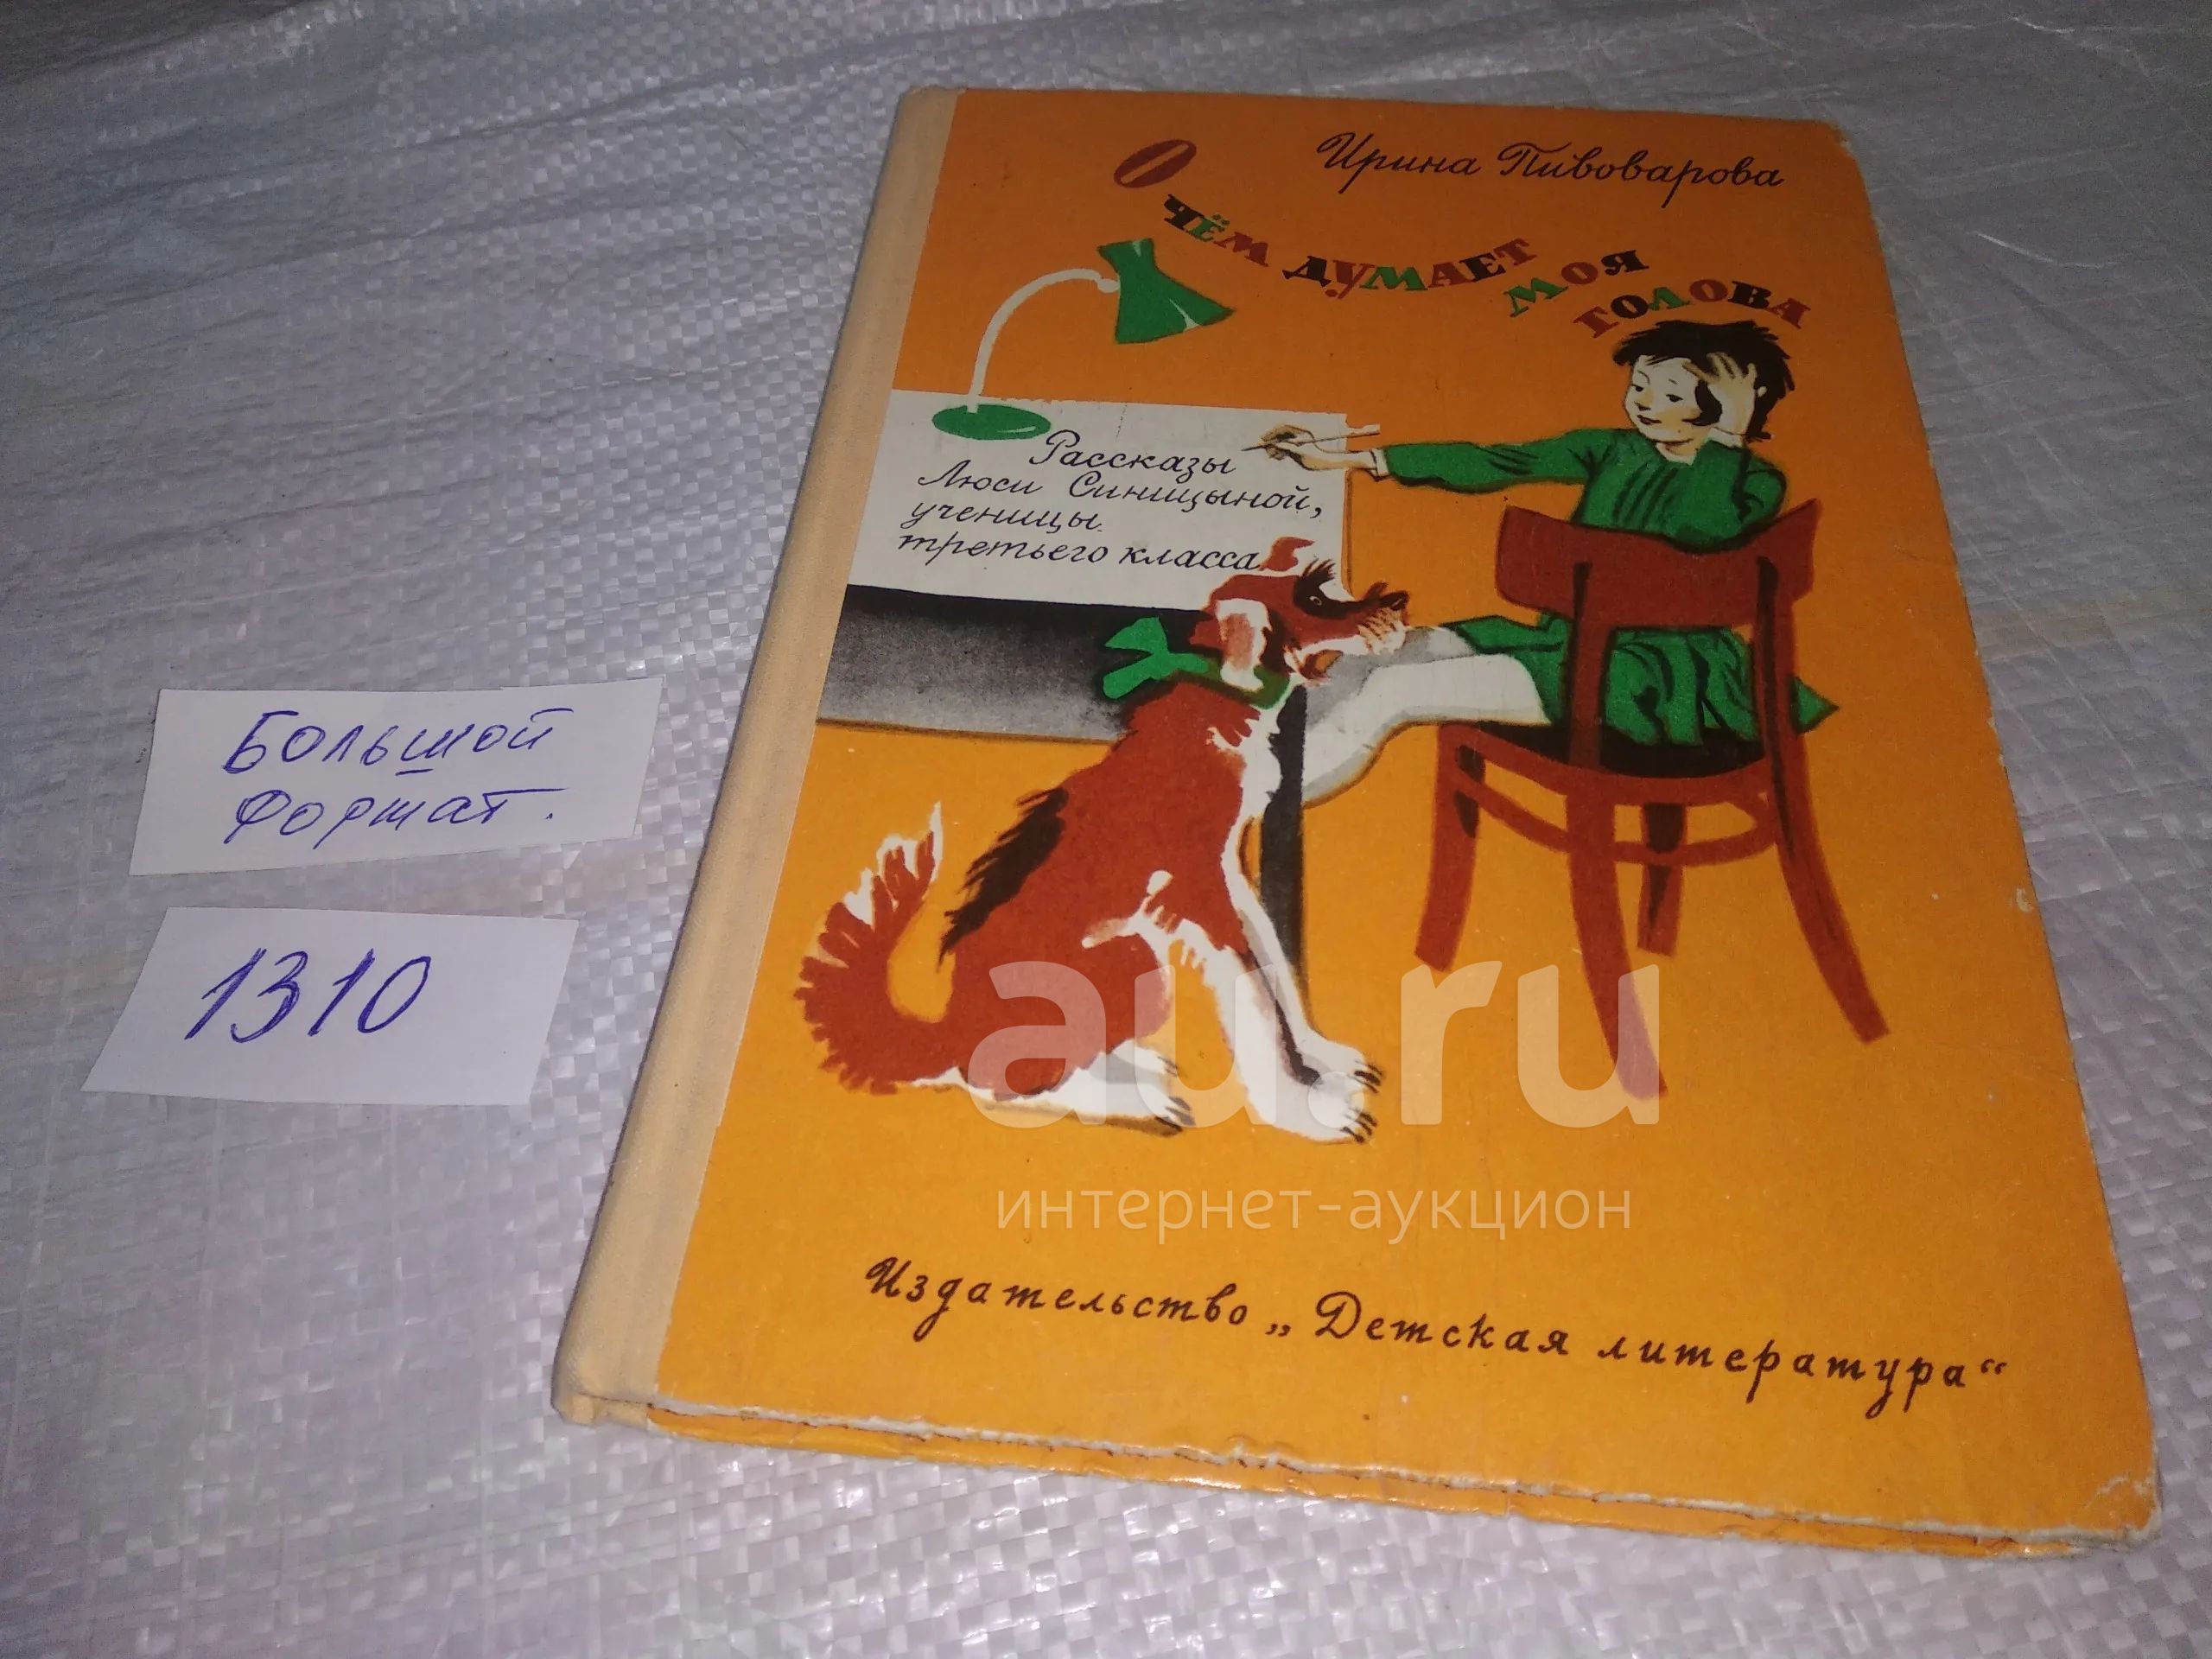 Ирина Пивоварова
О чём думает моя голова
Рассказы
Люси Синицыной,
ученицы
третьего класса
Большой
формат.
1310
au.ru
интернет-аукцион
Издательство „Детская литература“